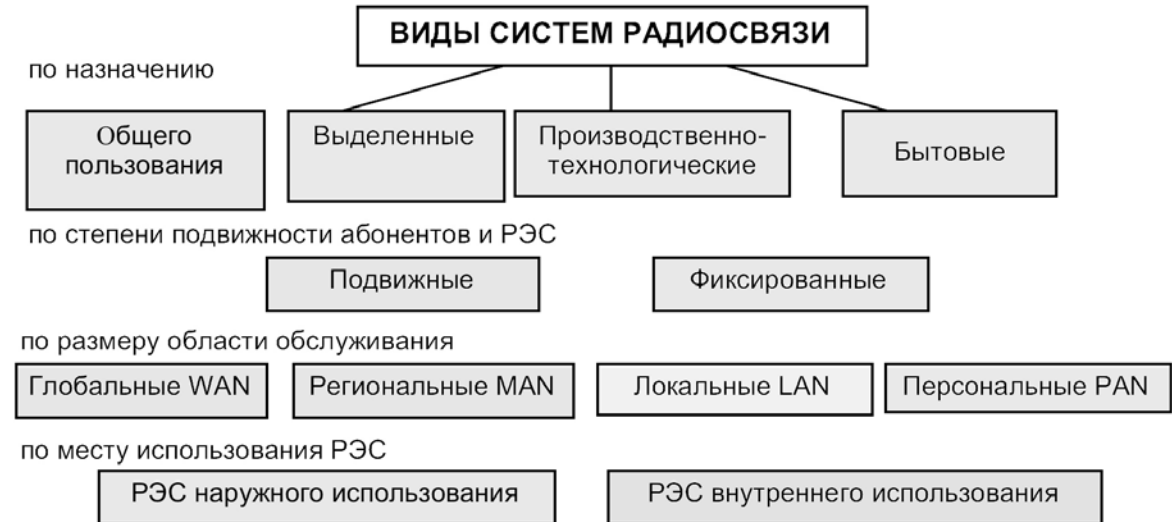 ВИДЫ СИСТЕМ РАДИОСВЯЗИ
по назначению
Общего
пользования
Выделенные
Производственно-
технологические
Бытовые
по степени подвижности абонентов и РЭС
Подвижные
Фиксированные
по размеру области обслуживания
Глобальные WAN
Региональные MAN
Локальные LAN
Персональные PAN
по месту использования РЭС
РЭС наружного использования
РЭС внутреннего использования